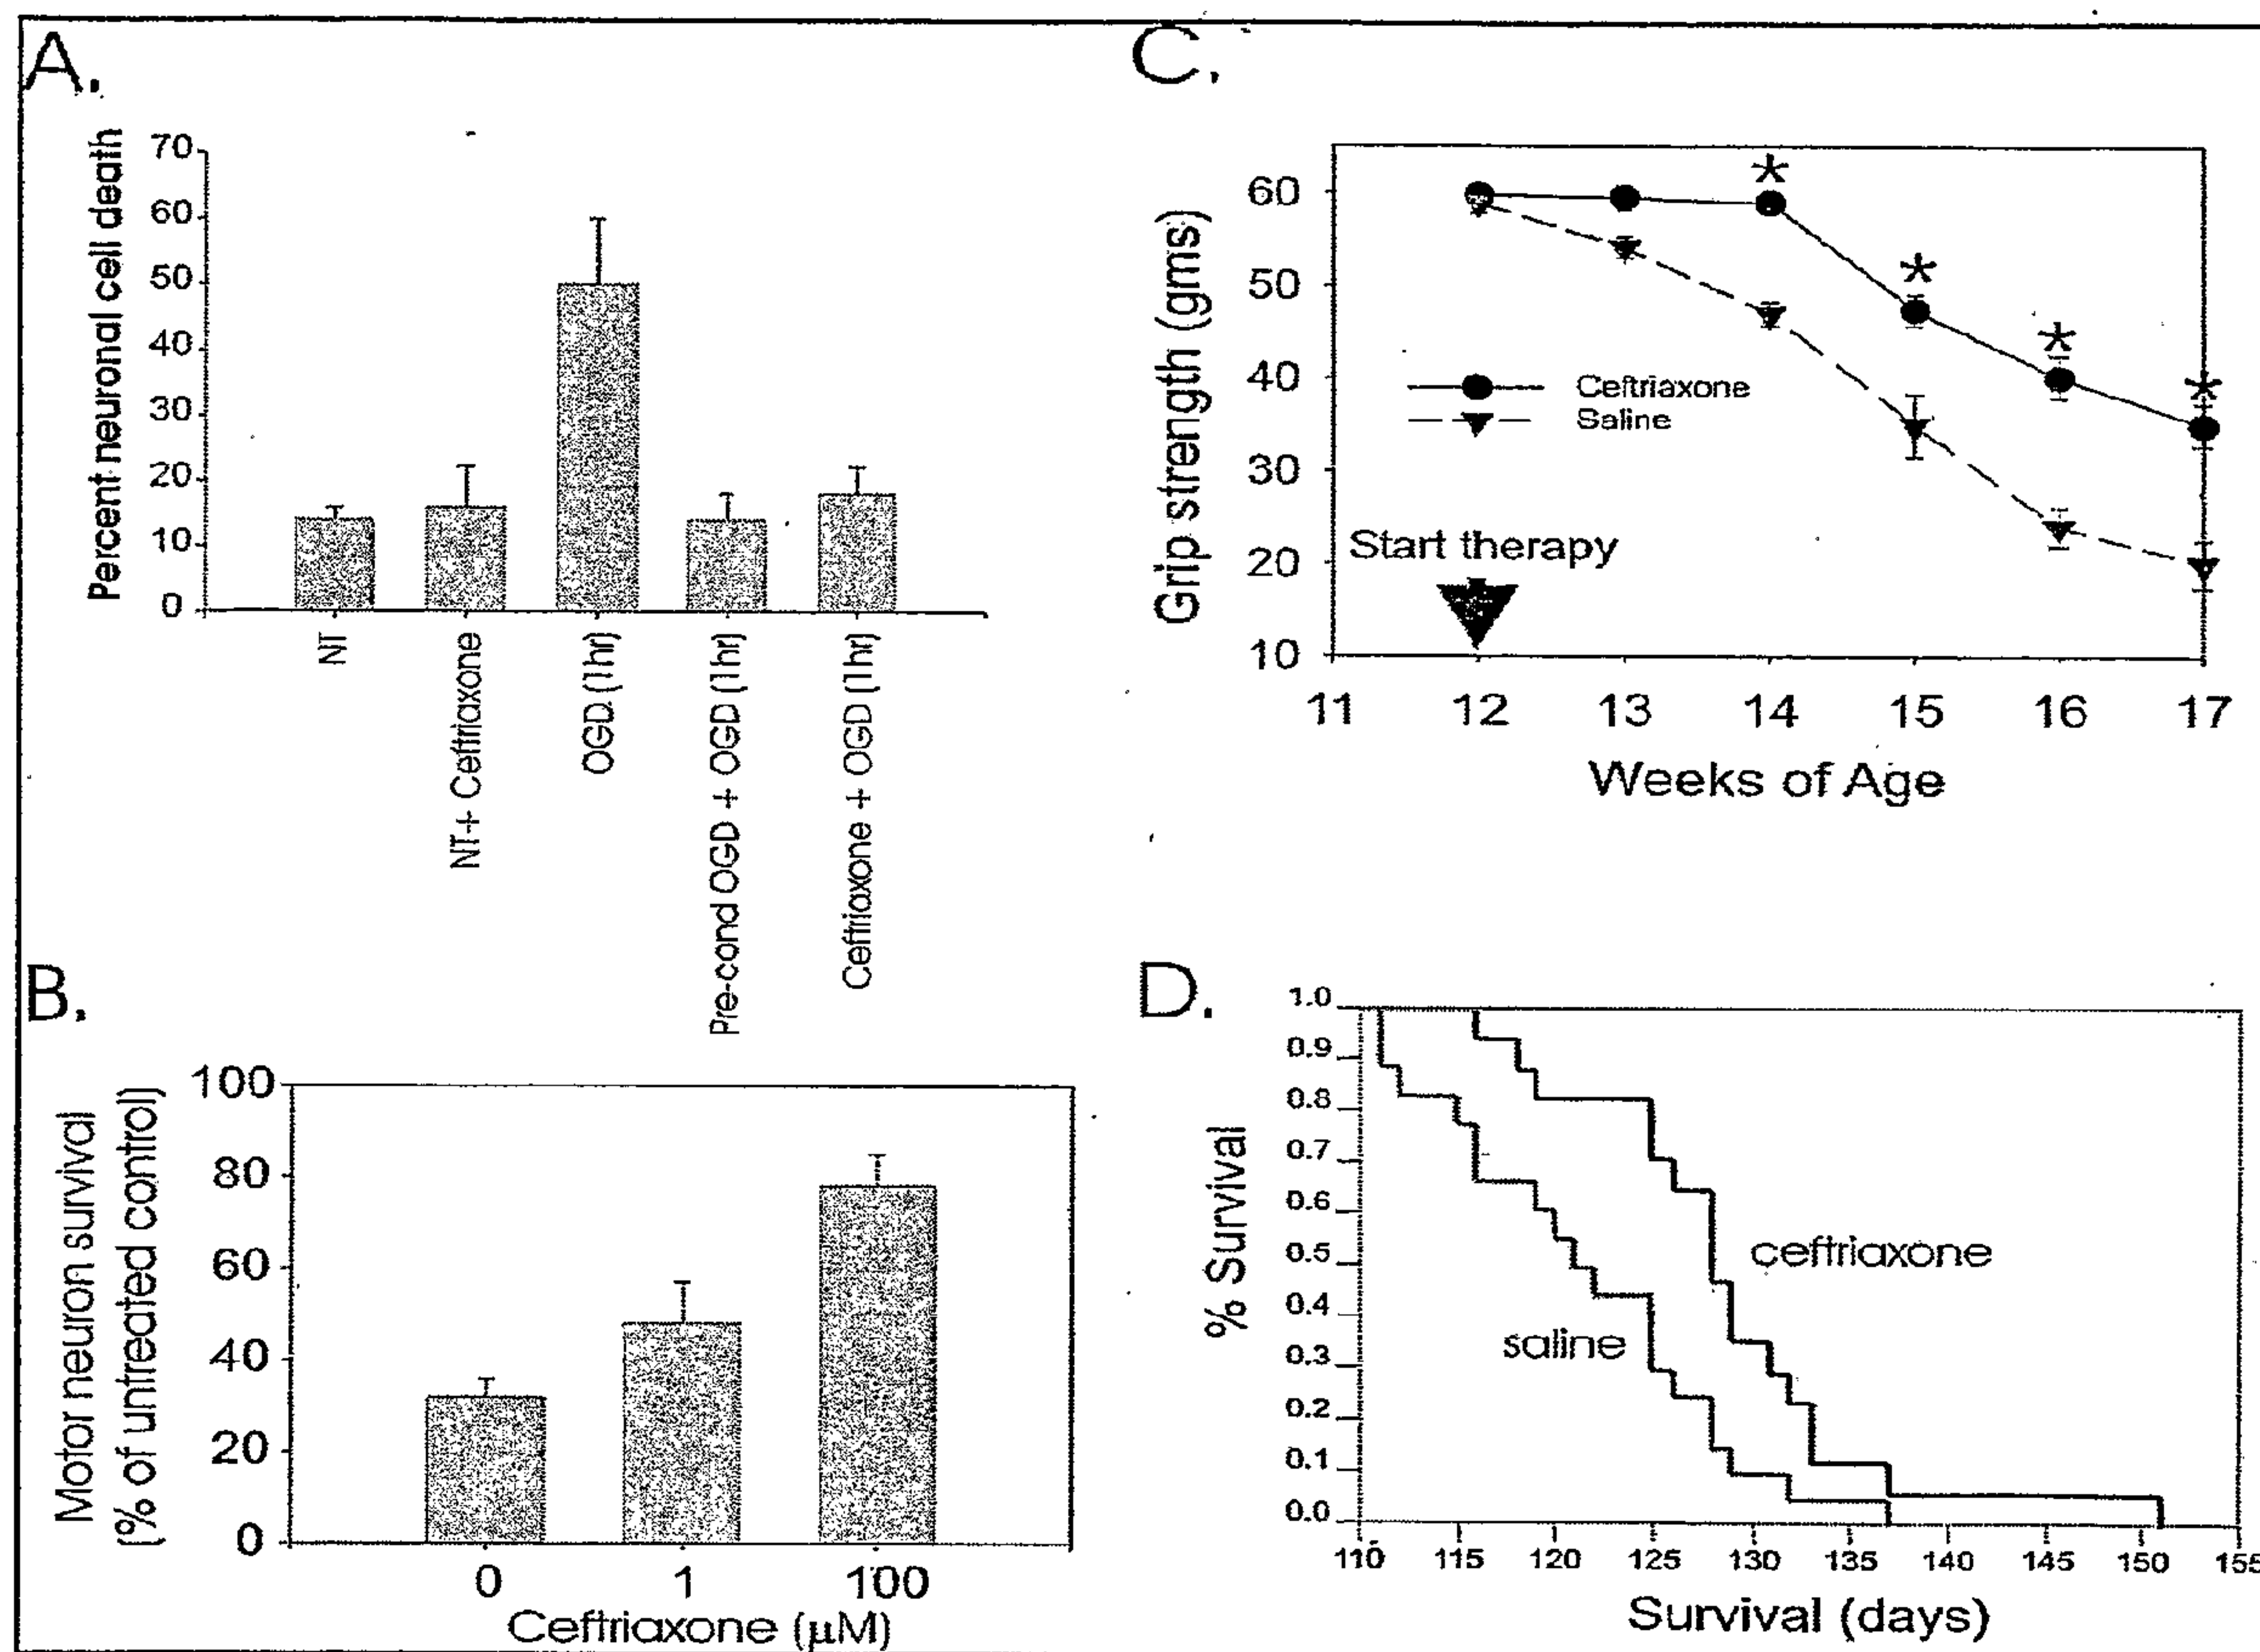 A.
Percent neuronal cell death
70
60
50
40
30
20
10
0
NT
NT+ Ceftriaxone
OGD (1hr)
Pre-cond OGD + OGD (1hr)
Ceftriaxone + OGD (1hr)
B.
Motor neuron survival
(% of untreated control)
100
80
60
40
20
0
0 1 100
Ceftriaxone (µM)
C.
Grip strength (gms)
60
50
40
30
20
10
* * * *
Ceftriaxone
Saline
Start therapy
11 12 13 14 15 16 17
Weeks of Age
D.
% Survival
1.0
0.9
0.8
0.7
0.6
0.5
0.4
0.3
0.2
0.1
0.0
ceftriaxone
saline
110 115 120 125 130 135 140 145 150 155
Survival (days)